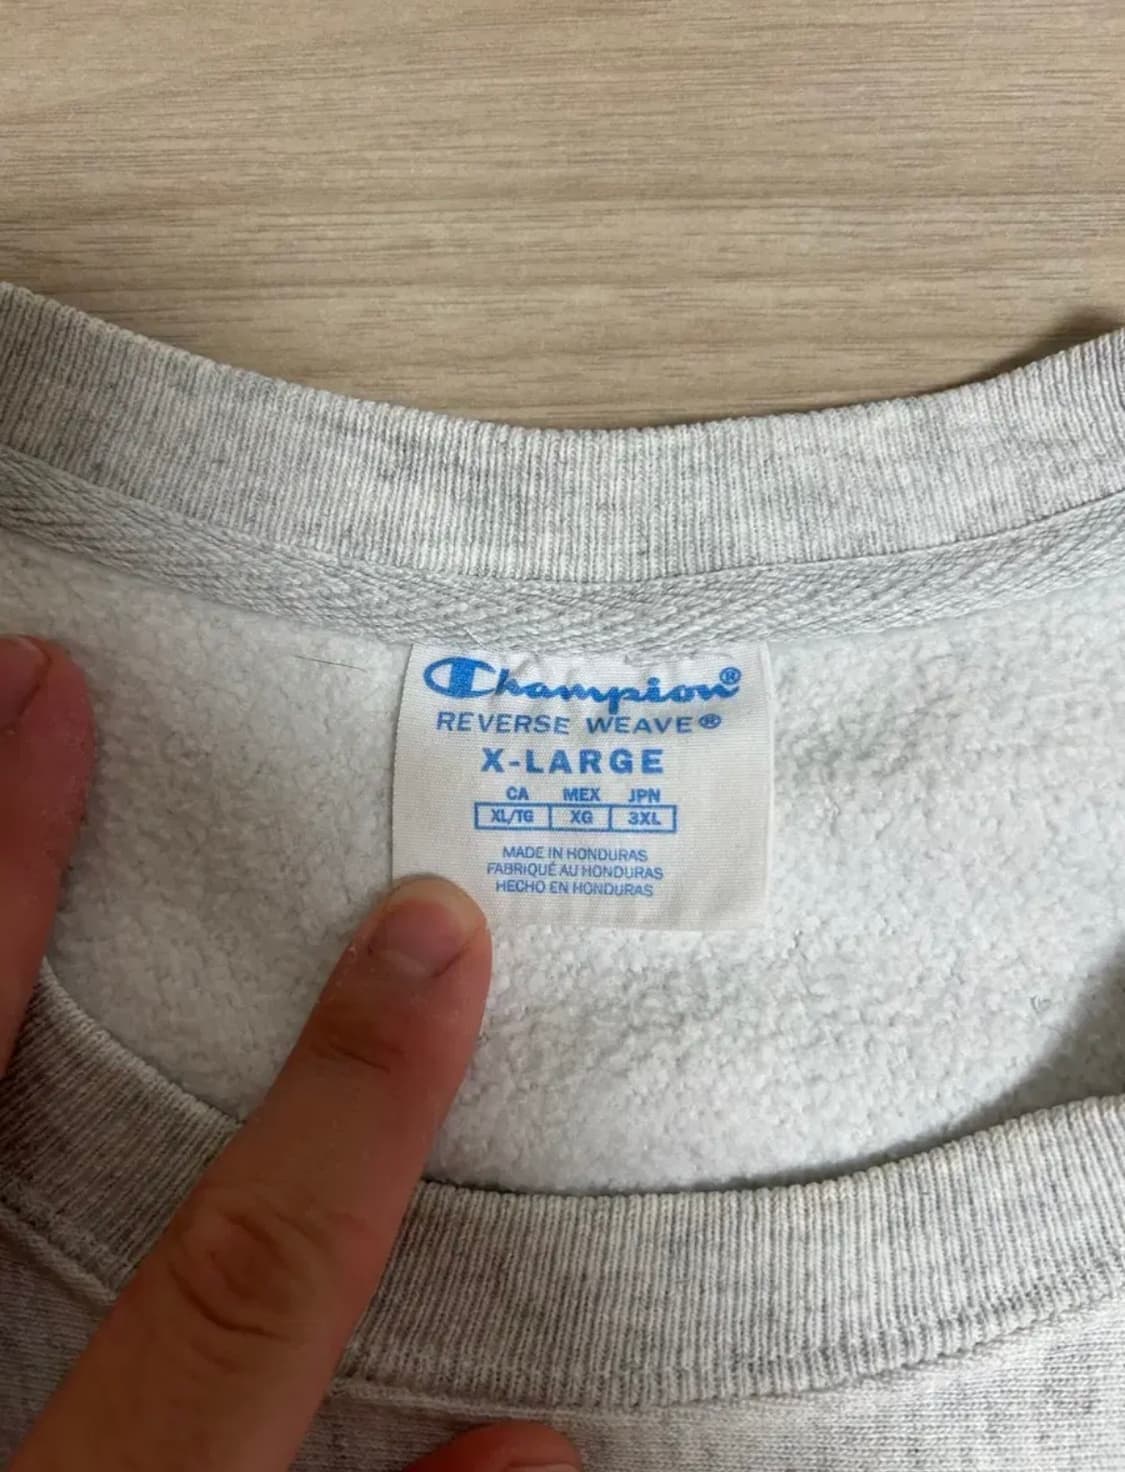 Champion®
REVERSE WEAVE®
X-LARGE
CA MEX JPN
XL/TG XG 3XL
MADE IN HONDURAS
FABRIQUÉ AU HONDURAS
HECHO EN HONDURAS